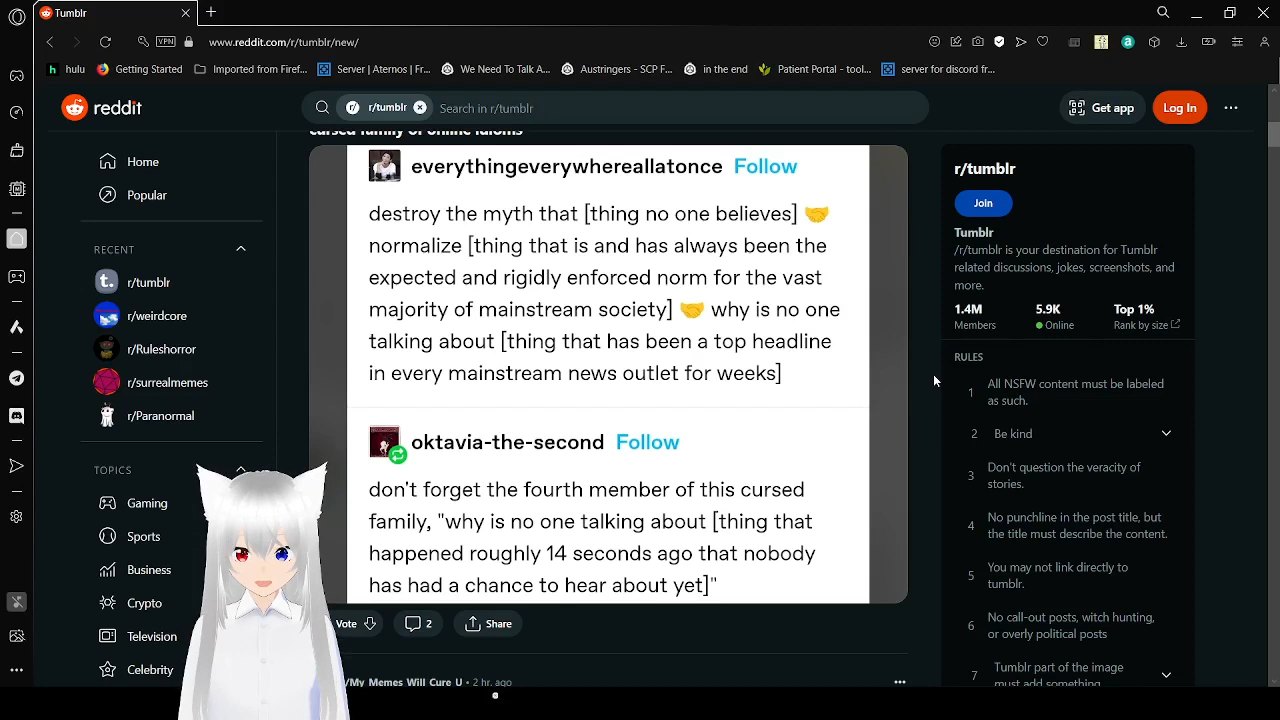 Tumblr
VPN
www.reddit.com/r/tumblr/new/
hulu
Getting Started
Imported from Firef...
Server | Aternos | Fr...
We Need To Talk A...
Austringers - SCP F...
in the end
Patient Portal - tool...
server for discord fr...
reddit
r/tumblr
Search in r/tumblr
Get app
Log In
Home
Popular
RECENT
r/tumblr
r/weirdcore
r/Ruleshorror
r/surrealmemes
r/Paranormal
TOPICS
Gaming
Sports
Business
Crypto
Television
Celebrity
cursed family of online idioms
everythingeverywhereallatonce Follow
destroy the myth that [thing no one believes] 🤝
normalize [thing that is and has always been the
expected and rigidly enforced norm for the vast
majority of mainstream society] 🤝 why is no one
talking about [thing that has been a top headline
in every mainstream news outlet for weeks]
oktavia-the-second Follow
don't forget the fourth member of this cursed
family, "why is no one talking about [thing that
happened roughly 14 seconds ago that nobody
has had a chance to hear about yet]"
Vote
2
Share
/My Memes Will Cure U • 2 hr. ago
r/tumblr
Join
Tumblr
/r/tumblr is your destination for Tumblr
related discussions, jokes, screenshots, and
more.
1.4M
Members
5.9K
Online
Top 1%
Rank by size
RULES
1
All NSFW content must be labeled
as such.
2
Be kind
3
Don't question the veracity of
stories.
4
No punchline in the post title, but
the title must describe the content.
5
You may not link directly to
tumblr.
6
No call-out posts, witch hunting,
or overly political posts
7
Tumblr part of the image
must add something